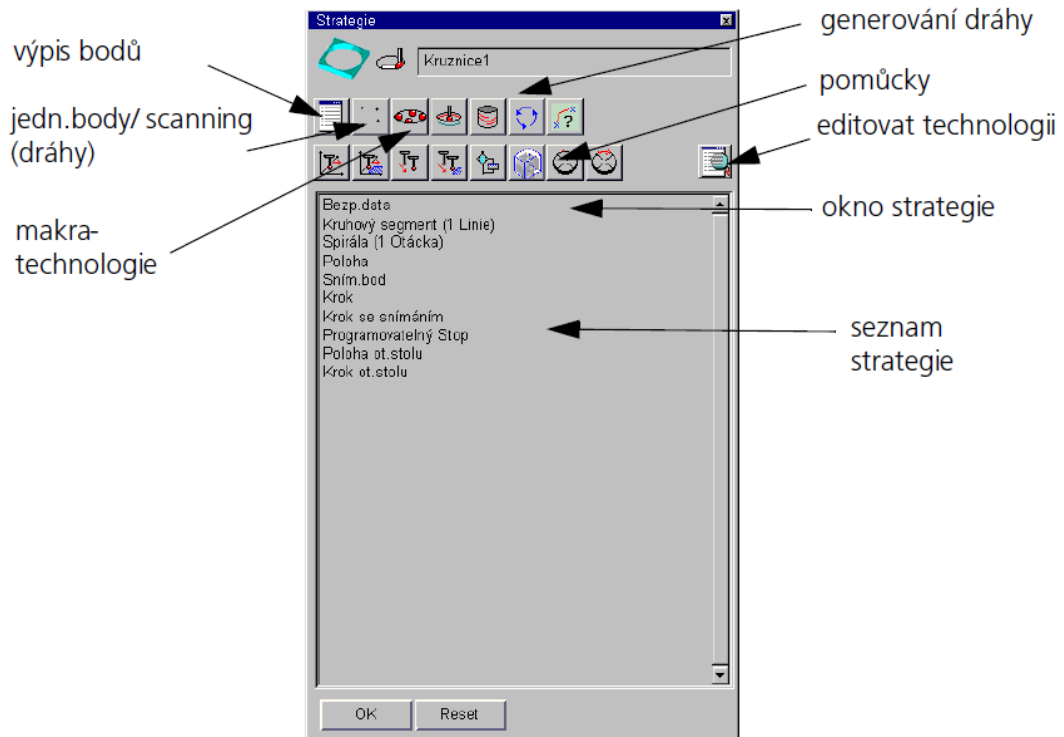 Strategie
generování dráhy
výpis bodů
Kruznice1
pomůcky
jedn.body/ scanning
(dráhy)
editovat technologii
?
makra-
technologie
Bezp.data
Kruhový segment (1 Linie)
Spirála (1 Otácka)
Poloha
Sním.bod
Krok
Krok se snímáním
Programovatelný Stop
Poloha ot.stolu
Krok ot.stolu
okno strategie
seznam
strategie
OK
Reset